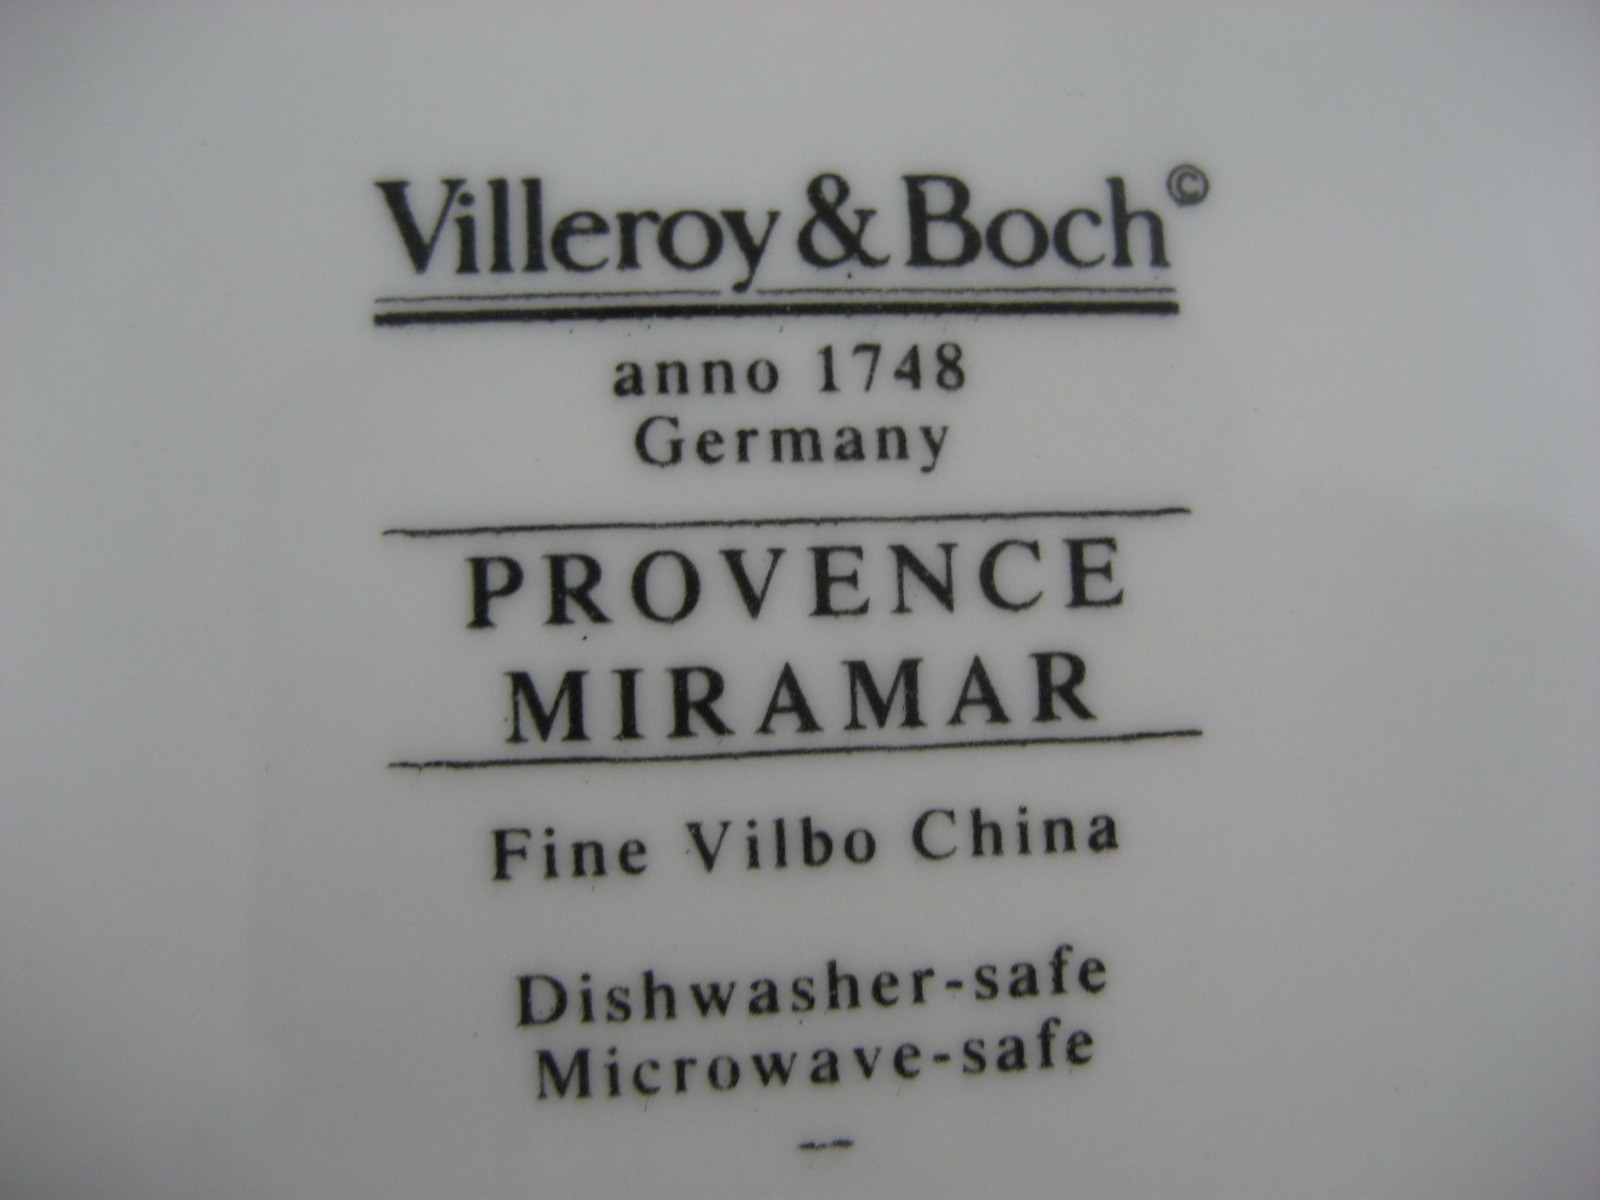 Villeroy & Boch©
anno 1748
Germany
PROVENCE
MIRAMAR
Fine Vilbo China
Dishwasher-safe
Microwave-safe